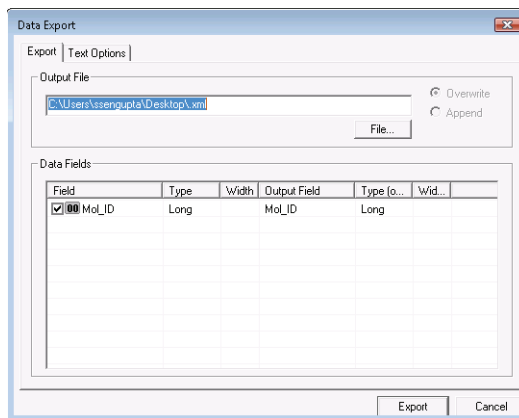 Data Export
Export Text Options
Output File
C:\Users\ssengupta\Desktop\.xml
Overwrite
Append
File...
Data Fields
Field Type Width Output Field Type (o... Wid...
00 Mol_ID Long Mol_ID Long
Export Cancel